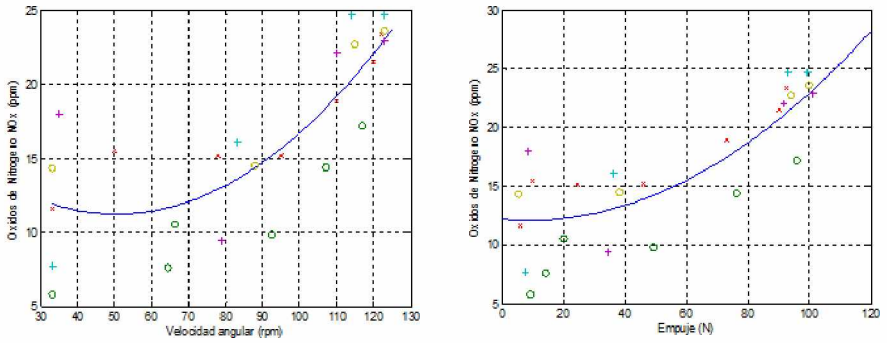 25
20
15
10
5
Oxidos de Nitrogeno NOx (ppm)
30 40 50 60 70 80 90 100 110 120 130
Velocidad angular (rpm)
30
25
20
15
10
5
Oxidos de Nitrogeno NOx (ppm)
0 20 40 60 80 100 120
Empuje (N)